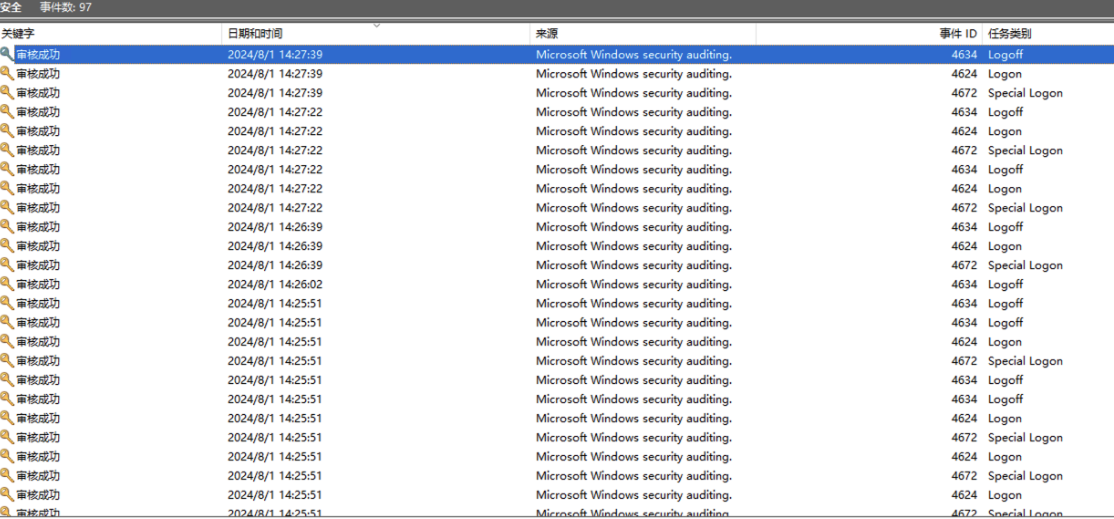 安全 事件数: 97
关键字 日期和时间 来源 事件 ID 任务类别
审核成功 2024/8/1 14:27:39 Microsoft Windows security auditing. 4634 Logoff
审核成功 2024/8/1 14:27:39 Microsoft Windows security auditing. 4624 Logon
审核成功 2024/8/1 14:27:39 Microsoft Windows security auditing. 4672 Special Logon
审核成功 2024/8/1 14:27:22 Microsoft Windows security auditing. 4634 Logoff
审核成功 2024/8/1 14:27:22 Microsoft Windows security auditing. 4624 Logon
审核成功 2024/8/1 14:27:22 Microsoft Windows security auditing. 4672 Special Logon
审核成功 2024/8/1 14:27:22 Microsoft Windows security auditing. 4634 Logoff
审核成功 2024/8/1 14:27:22 Microsoft Windows security auditing. 4624 Logon
审核成功 2024/8/1 14:27:22 Microsoft Windows security auditing. 4672 Special Logon
审核成功 2024/8/1 14:26:39 Microsoft Windows security auditing. 4634 Logoff
审核成功 2024/8/1 14:26:39 Microsoft Windows security auditing. 4624 Logon
审核成功 2024/8/1 14:26:39 Microsoft Windows security auditing. 4672 Special Logon
审核成功 2024/8/1 14:26:02 Microsoft Windows security auditing. 4634 Logoff
审核成功 2024/8/1 14:25:51 Microsoft Windows security auditing. 4634 Logoff
审核成功 2024/8/1 14:25:51 Microsoft Windows security auditing. 4634 Logoff
审核成功 2024/8/1 14:25:51 Microsoft Windows security auditing. 4624 Logon
审核成功 2024/8/1 14:25:51 Microsoft Windows security auditing. 4672 Special Logon
审核成功 2024/8/1 14:25:51 Microsoft Windows security auditing. 4634 Logoff
审核成功 2024/8/1 14:25:51 Microsoft Windows security auditing. 4634 Logoff
审核成功 2024/8/1 14:25:51 Microsoft Windows security auditing. 4624 Logon
审核成功 2024/8/1 14:25:51 Microsoft Windows security auditing. 4672 Special Logon
审核成功 2024/8/1 14:25:51 Microsoft Windows security auditing. 4624 Logon
审核成功 2024/8/1 14:25:51 Microsoft Windows security auditing. 4672 Special Logon
审核成功 2024/8/1 14:25:51 Microsoft Windows security auditing. 4624 Logon
审核成功 2024/8/1 14:25:51 Microsoft Windows security auditing. 4672 Special Logon